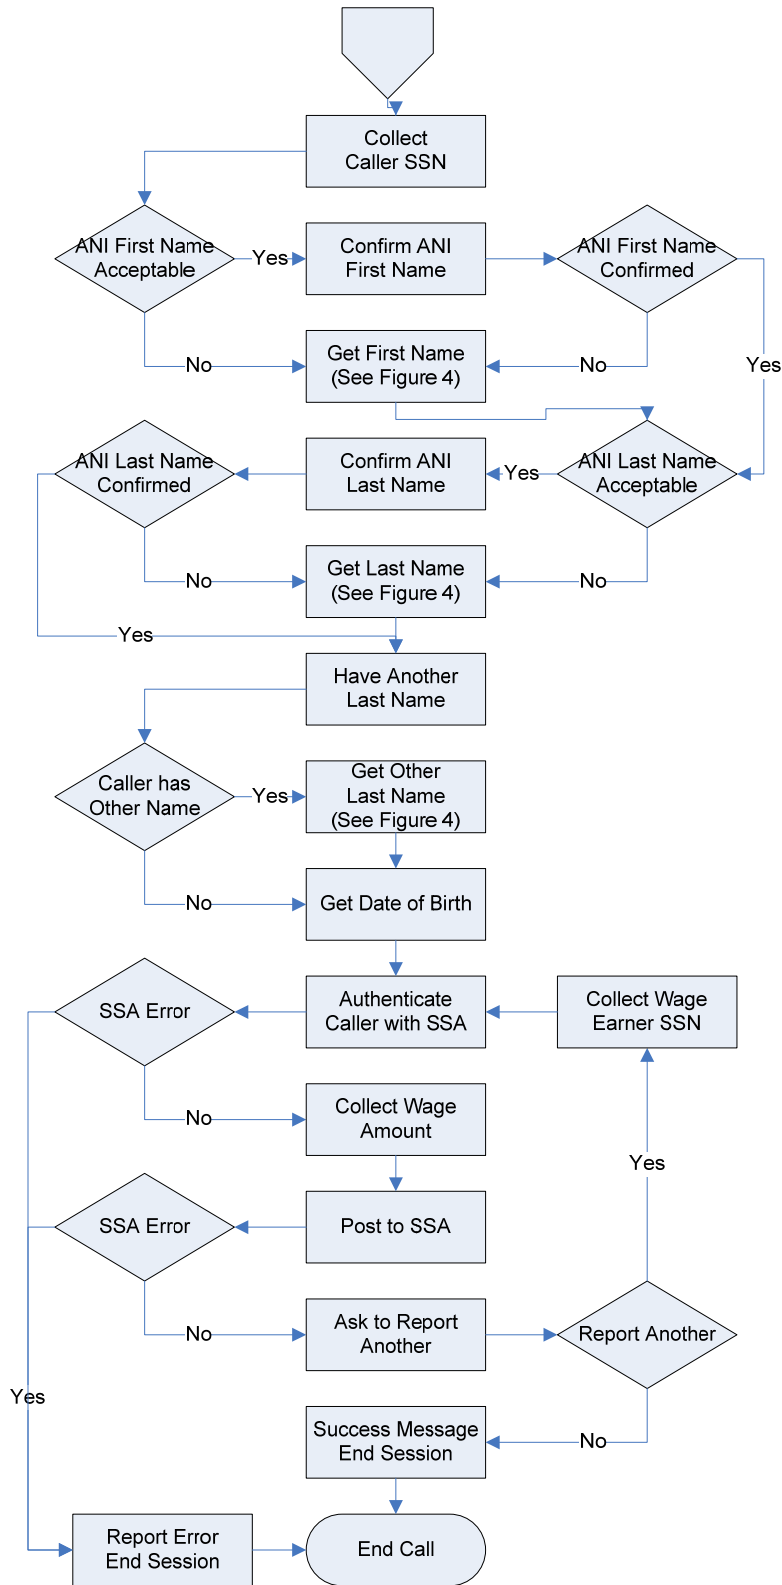 Collect
Caller SSN
ANI First Name
Acceptable
Yes
Confirm ANI
First Name
ANI First Name
Confirmed
No
Get First Name
(See Figure 4)
No
Yes
ANI Last Name
Confirmed
Confirm ANI
Last Name
Yes
ANI Last Name
Acceptable
No
Get Last Name
(See Figure 4)
No
Yes
Have Another
Last Name
Caller has
Other Name
Yes
Get Other
Last Name
(See Figure 4)
No
Get Date of Birth
SSA Error
Authenticate
Caller with SSA
Collect Wage
Earner SSN
No
Collect Wage
Amount
Yes
SSA Error
Post to SSA
No
Ask to Report
Another
Report Another
Yes
Success Message
End Session
No
Report Error
End Session
End Call